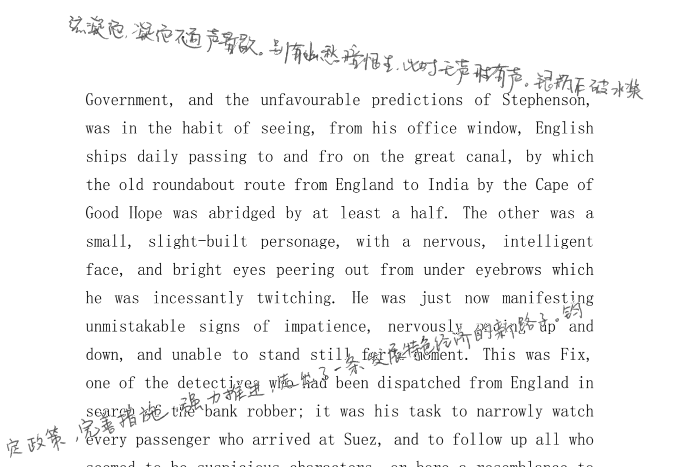 弦凝绝,凝绝不通声暂歇。别有幽愁暗恨生,此时无声胜有声。银瓶乍破水浆
Government, and the unfavourable predictions of Stephenson,
was in the habit of seeing, from his office window, English
ships daily passing to and fro on the great canal, by which
the old roundabout route from England to India by the Cape of
Good Hope was abridged by at least a half. The other was a
small, slight-built personage, with a nervous, intelligent
face, and bright eyes peering out from under eyebrows which
he was incessantly twitching. He was just now manifesting
unmistakable signs of impatience, nervously pacing up and
down, and unable to stand still for a moment. This was Fix,
one of the detectives who had been dispatched from England in
search of the bank robber; it was his task to narrowly watch
every passenger who arrived at Suez, and to follow up all who
seemed to be suspicious characters, or bore a resemblance to
定政策,完善措施,强力推进,走出了一条发展特色经济的新路子。钧